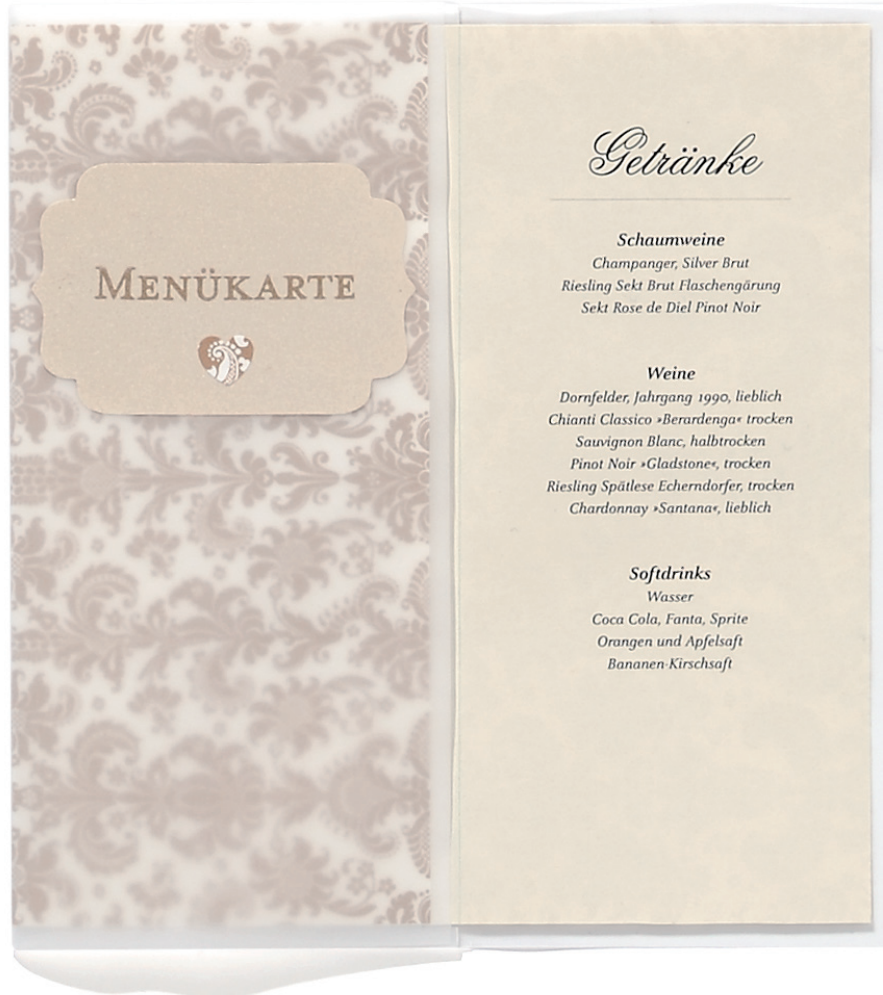 MENÜKARTE
Getränke
Schaumweine
Champanger, Silver Brut
Riesling Sekt Brut Flaschengärung
Sekt Rose de Diel Pinot Noir
Weine
Dornfelder, Jahrgang 1990, lieblich
Chianti Classico »Berardenga« trocken
Sauvignon Blanc, halbtrocken
Pinot Noir »Gladstone«, trocken
Riesling Spätlese Echerndorfer, trocken
Chardonnay »Santana«, lieblich
Softdrinks
Wasser
Coca Cola, Fanta, Sprite
Orangen und Apfelsaft
Bananen-Kirschsaft